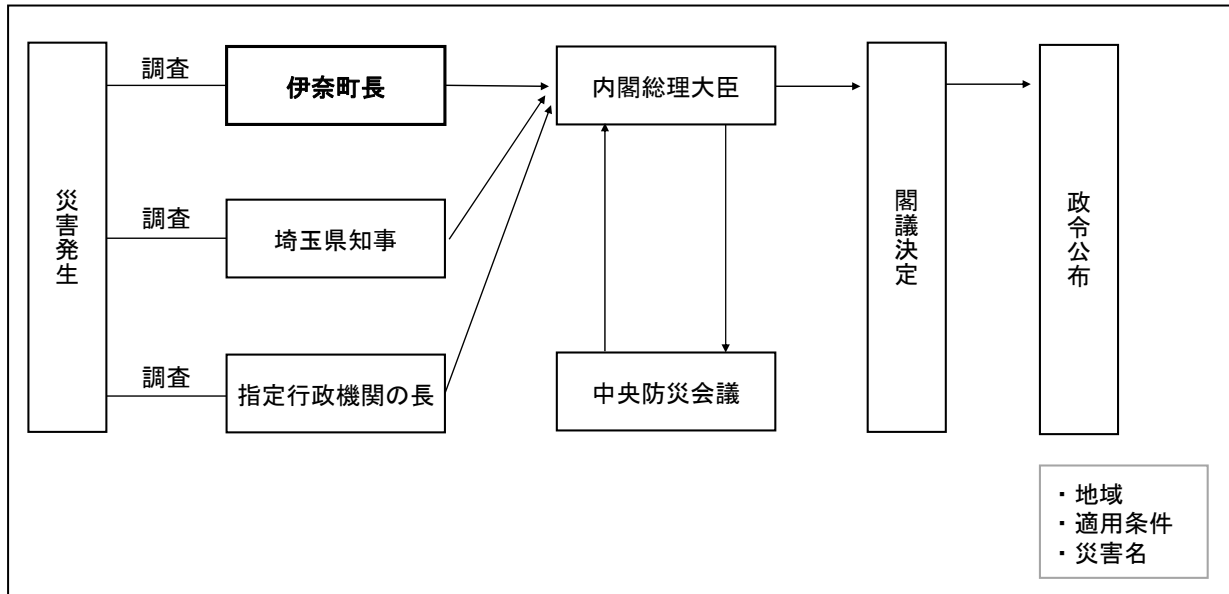 災害発生
調査
伊奈町長
調査
埼玉県知事
調査
指定行政機関の長
内閣総理大臣
中央防災会議
閣議決定
政令公布
・地域
・適用条件
・災害名